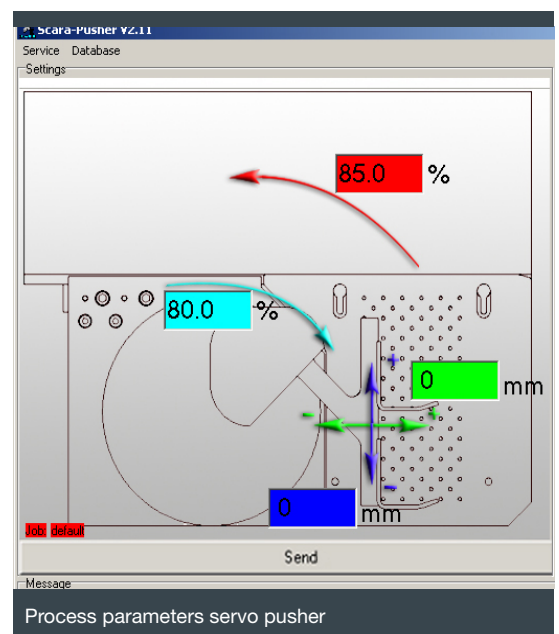 Scara-Pusher V2.11
Service Database
Settings
85.0 %
80.0 %
+
0 mm
- +
-
0 mm
Job: default
Send
Message
Process parameters servo pusher